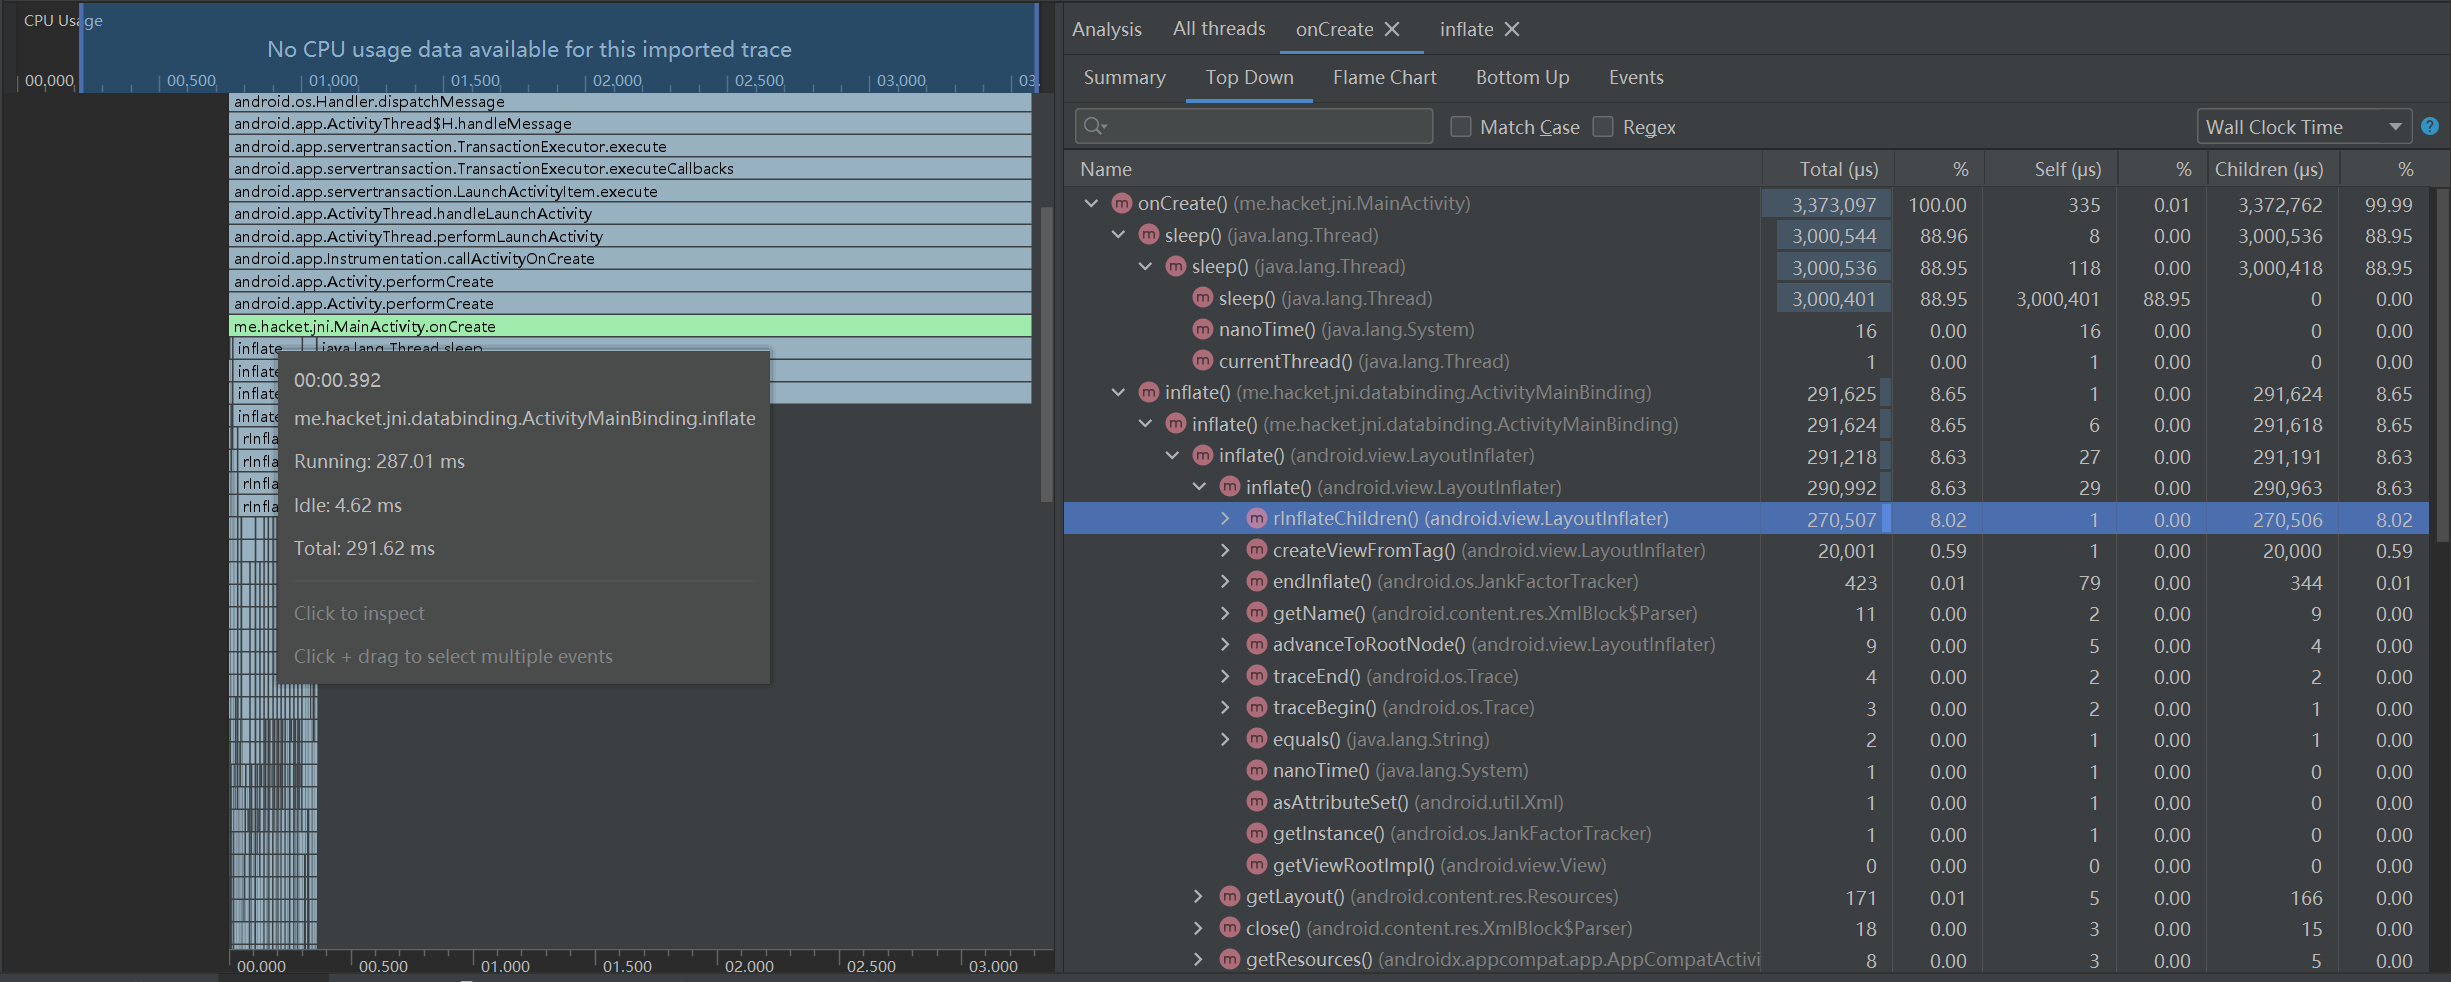 CPU Usage
No CPU usage data available for this imported trace
00.000 00.500 01.000 01.500 02.000 02.500 03.000 03.
android.os.Handler.dispatchMessage
android.app.ActivityThread$H.handleMessage
android.app.servertransaction.TransactionExecutor.execute
android.app.servertransaction.TransactionExecutor.executeCallbacks
android.app.servertransaction.LaunchActivityItem.execute
android.app.ActivityThread.handleLaunchActivity
android.app.ActivityThread.performLaunchActivity
android.app.Instrumentation.callActivityOnCreate
android.app.Activity.performCreate
android.app.Activity.performCreate
me.hacket.jni.MainActivity.onCreate
inflate java.lang.Thread.sleep
inflate
inflate
inflate
rInfla
rInfla
rInfla
rInfla
00:00.392
me.hacket.jni.databinding.ActivityMainBinding.inflate
Running: 287.01 ms
Idle: 4.62 ms
Total: 291.62 ms
Click to inspect
Click + drag to select multiple events
00.000 00.500 01.000 01.500 02.000 02.500 03.000
Analysis All threads onCreate inflate
Summary Top Down Flame Chart Bottom Up Events
Match Case Regex Wall Clock Time ?
Name Total (μs) % Self (μs) % Children (μs) %
m onCreate() (me.hacket.jni.MainActivity) 3,373,097 100.00 335 0.01 3,372,762 99.99
m sleep() (java.lang.Thread) 3,000,544 88.96 8 0.00 3,000,536 88.95
m sleep() (java.lang.Thread) 3,000,536 88.95 118 0.00 3,000,418 88.95
m sleep() (java.lang.Thread) 3,000,401 88.95 3,000,401 88.95 0 0.00
m nanoTime() (java.lang.System) 16 0.00 16 0.00 0 0.00
m currentThread() (java.lang.Thread) 1 0.00 1 0.00 0 0.00
m inflate() (me.hacket.jni.databinding.ActivityMainBinding) 291,625 8.65 1 0.00 291,624 8.65
m inflate() (me.hacket.jni.databinding.ActivityMainBinding) 291,624 8.65 6 0.00 291,618 8.65
m inflate() (android.view.LayoutInflater) 291,218 8.63 27 0.00 291,191 8.63
m inflate() (android.view.LayoutInflater) 290,992 8.63 29 0.00 290,963 8.63
m rInflateChildren() (android.view.LayoutInflater) 270,507 8.02 1 0.00 270,506 8.02
m createViewFromTag() (android.view.LayoutInflater) 20,001 0.59 1 0.00 20,000 0.59
m endInflate() (android.os.JankFactorTracker) 423 0.01 79 0.00 344 0.01
m getName() (android.content.res.XmlBlock$Parser) 11 0.00 2 0.00 9 0.00
m advanceToRootNode() (android.view.LayoutInflater) 9 0.00 5 0.00 4 0.00
m traceEnd() (android.os.Trace) 4 0.00 2 0.00 2 0.00
m traceBegin() (android.os.Trace) 3 0.00 2 0.00 1 0.00
m equals() (java.lang.String) 2 0.00 1 0.00 1 0.00
m nanoTime() (java.lang.System) 1 0.00 1 0.00 0 0.00
m asAttributeSet() (android.util.Xml) 1 0.00 1 0.00 0 0.00
m getInstance() (android.os.JankFactorTracker) 1 0.00 1 0.00 0 0.00
m getViewRootImpl() (android.view.View) 0 0.00 0 0.00 0 0.00
m getLayout() (android.content.res.Resources) 171 0.01 5 0.00 166 0.00
m close() (android.content.res.XmlBlock$Parser) 18 0.00 3 0.00 15 0.00
m getResources() (androidx.appcompat.app.AppCompatActivi 8 0.00 3 0.00 5 0.00